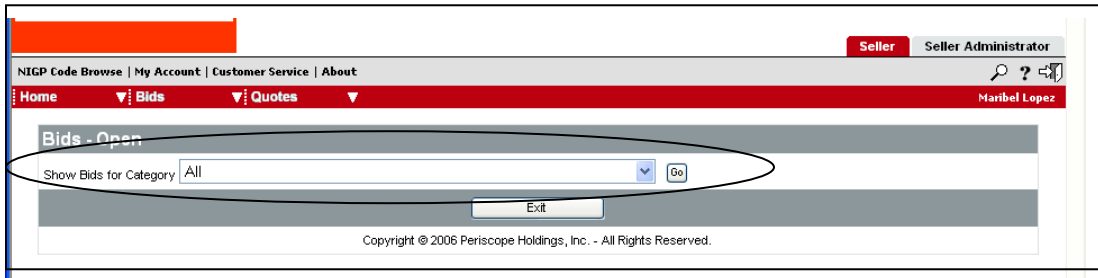 Seller Seller Administrator
NIGP Code Browse | My Account | Customer Service | About ?
Home Bids Quotes Maribel Lopez
Bids - Open
Show Bids for Category All Go
Exit
Copyright © 2006 Periscope Holdings, Inc. - All Rights Reserved.